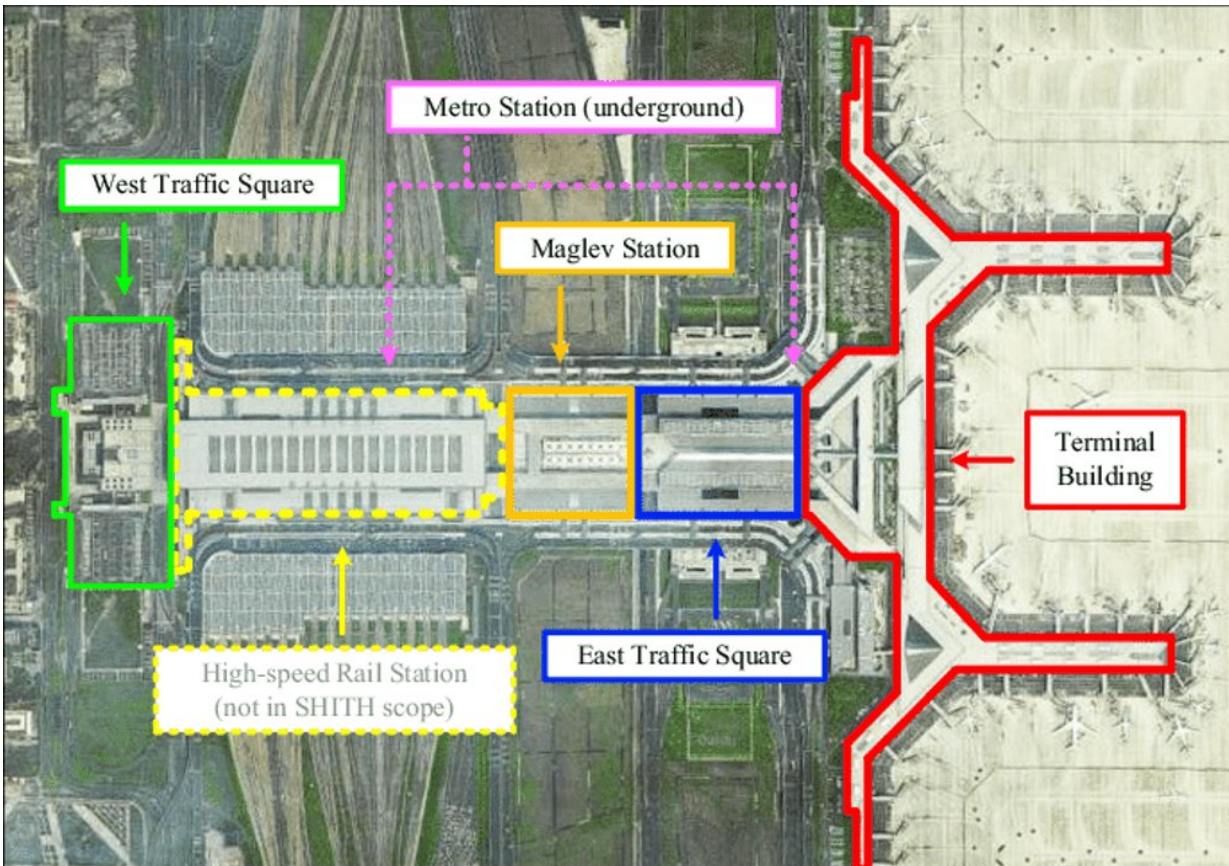 Metro Station (underground)
West Traffic Square
Maglev Station
Terminal
Building
East Traffic Square
High-speed Rail Station
(not in SHITH scope)